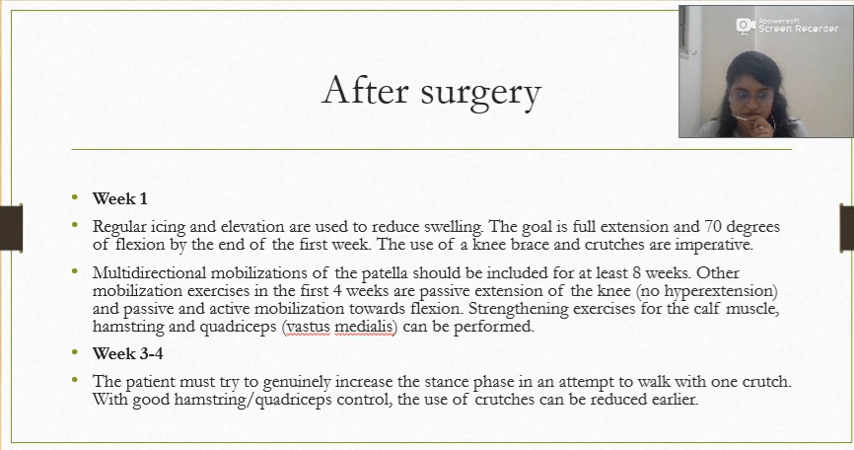 Apowersoft
Screen Recorder
After surgery
• Week 1
• Regular icing and elevation are used to reduce swelling. The goal is full extension and 70 degrees
of flexion by the end of the first week. The use of a knee brace and crutches are imperative.
• Multidirectional mobilizations of the patella should be included for at least 8 weeks. Other
mobilization exercises in the first 4 weeks are passive extension of the knee (no hyperextension)
and passive and active mobilization towards flexion. Strengthening exercises for the calf muscle,
hamstring and quadriceps (vastus medialis) can be performed.
• Week 3-4
• The patient must try to genuinely increase the stance phase in an attempt to walk with one crutch.
With good hamstring/quadriceps control, the use of crutches can be reduced earlier.